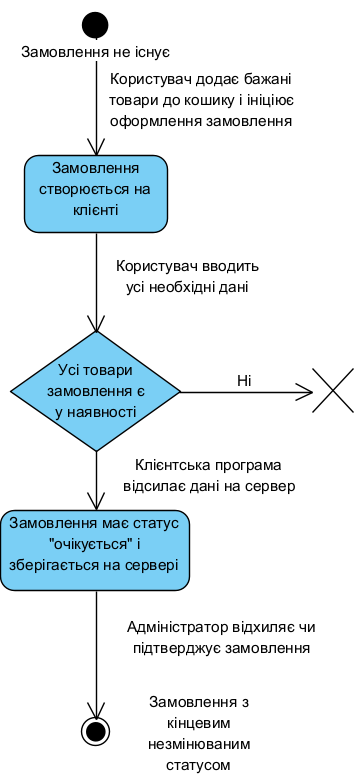 Замовлення не існує
Користувач додає бажані
товари до кошику і ініціює
оформлення замовлення
Замовлення
створюється на
клієнті
Користувач вводить
усі необхідні дані
Усі товари
замовлення є
у наявності
Ні
Клієнтська програма
відсилає дані на сервер
Замовлення має статус
"очікується" і
зберігається на сервері
Адміністратор відхиляє чи
підтверджує замовлення
Замовлення з
кінцевим
незмінюваним
статусом